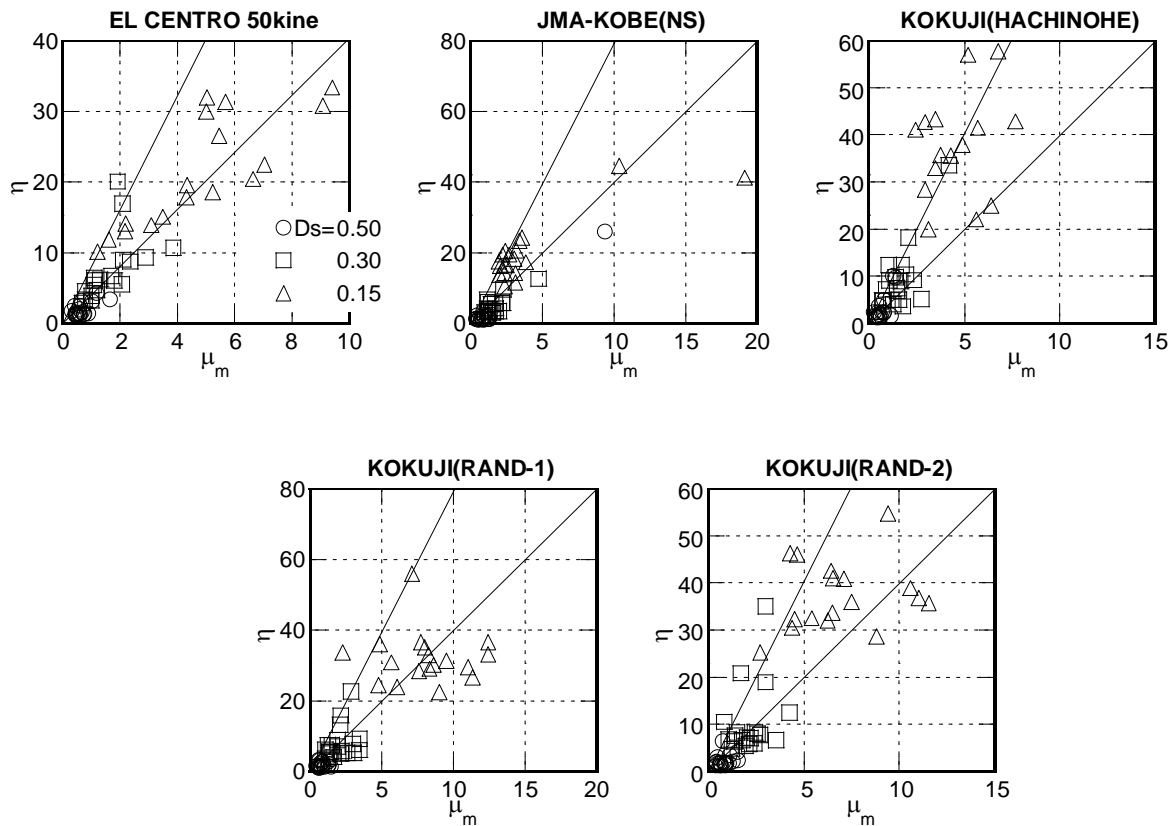 EL CENTRO 50kine
JMA-KOBE(NS)
KOKUJI(HACHINOHE)
40
30
20
10
0
η
0 2 4 6 8 10
μm
Ds=0.50
0.30
0.15
80
60
40
20
0
η
0 5 10 15 20
μm
60
50
40
30
20
10
0
η
0 5 10 15
μm
KOKUJI(RAND-1)
KOKUJI(RAND-2)
80
60
40
20
0
η
0 5 10 15 20
μm
60
50
40
30
20
10
0
η
0 5 10 15
μm